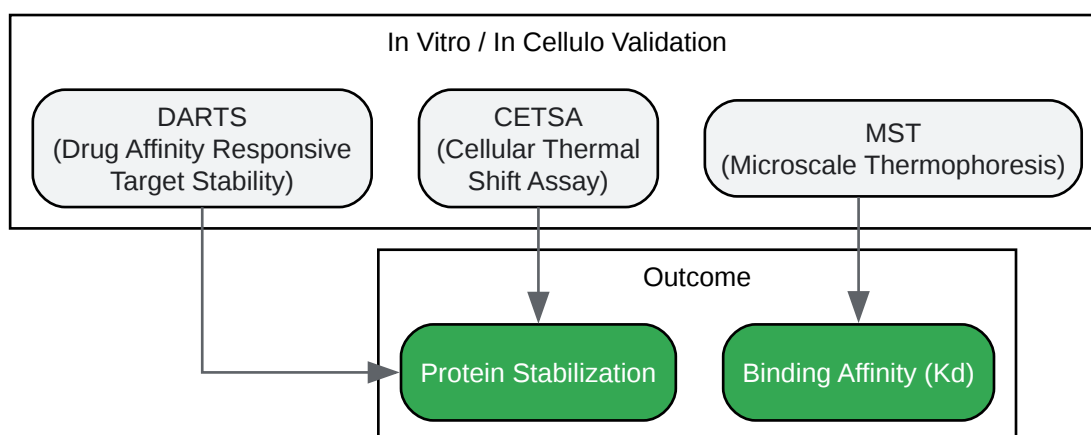 In Vitro / In Cellulo Validation
DARTS
(Drug Affinity Responsive
Target Stability)
CETSA
(Cellular Thermal
Shift Assay)
MST
(Microscale Thermophoresis)
Outcome
Protein Stabilization
Binding Affinity (Kd)